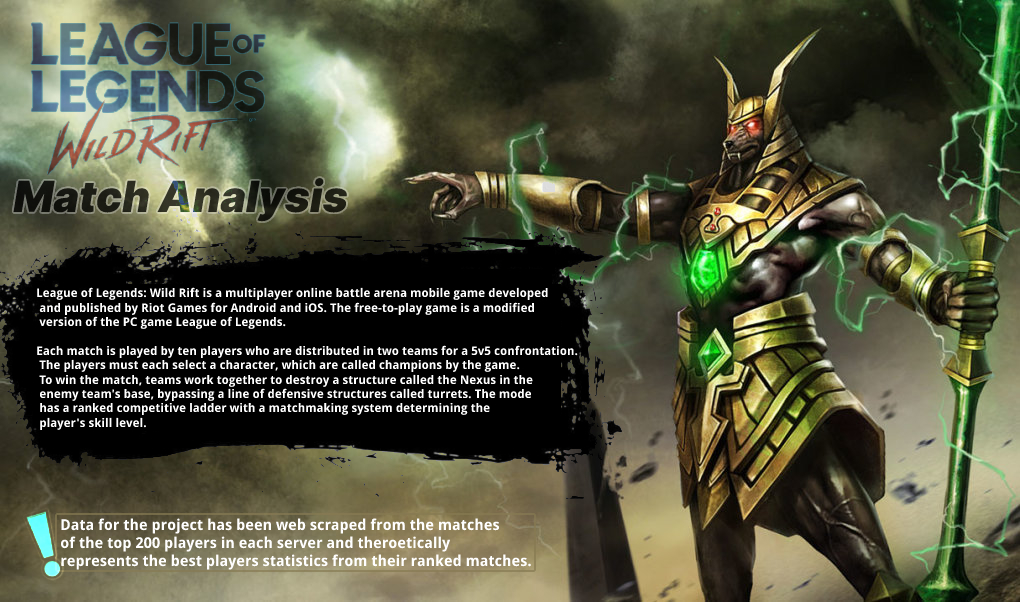 LEAGUE OF
LEGENDS
WILD RIFT
Match Analysis
League of Legends: Wild Rift is a multiplayer online battle arena mobile game developed
and published by Riot Games for Android and iOS. The free-to-play game is a modified
version of the PC game League of Legends.
Each match is played by ten players who are distributed in two teams for a 5v5 confrontation.
The players must each select a character, which are called champions by the game.
To win the match, teams work together to destroy a structure called the Nexus in the
enemy team's base, bypassing a line of defensive structures called turrets. The mode
has a ranked competitive ladder with a matchmaking system determining the
player's skill level.
Data for the project has been web scraped from the matches
of the top 200 players in each server and theroetically
represents the best players statistics from their ranked matches.